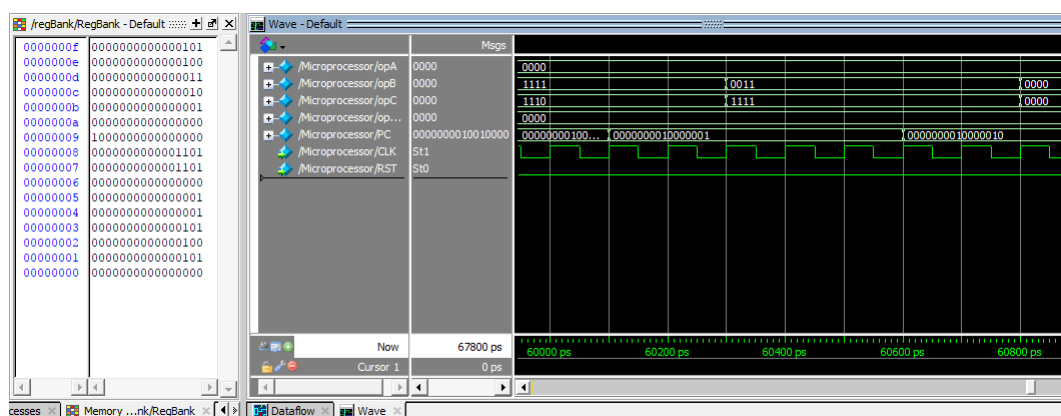 /regBank/RegBank - Default
0000000f 0000000000000101
0000000e 0000000000000100
0000000d 0000000000000011
0000000c 0000000000000010
0000000b 0000000000000001
0000000a 0000000000000000
00000009 1000000000000000
00000008 0000000000001101
00000007 0000000000001101
00000006 0000000000000000
00000005 0000000000000001
00000004 0000000000000001
00000003 0000000000000101
00000002 0000000000000100
00000001 0000000000000101
00000000 0000000000000000
cesses Memory ...nk/RegBank
Wave - Default
Msgs
/Microprocessor/opA 0000 0000
/Microprocessor/opB 0000 1111 0011 0000
/Microprocessor/opC 0000 1110 1111 0000
/Microprocessor/op... 0000 0000
/Microprocessor/PC 0000000010010000 00000000100... 0000000010000001 0000000010000010
/Microprocessor/CLK St1
/Microprocessor/RST St0
Now 67800 ps 60000 ps 60200 ps 60400 ps 60600 ps 60800 ps
Cursor 1 0 ps
Dataflow Wave